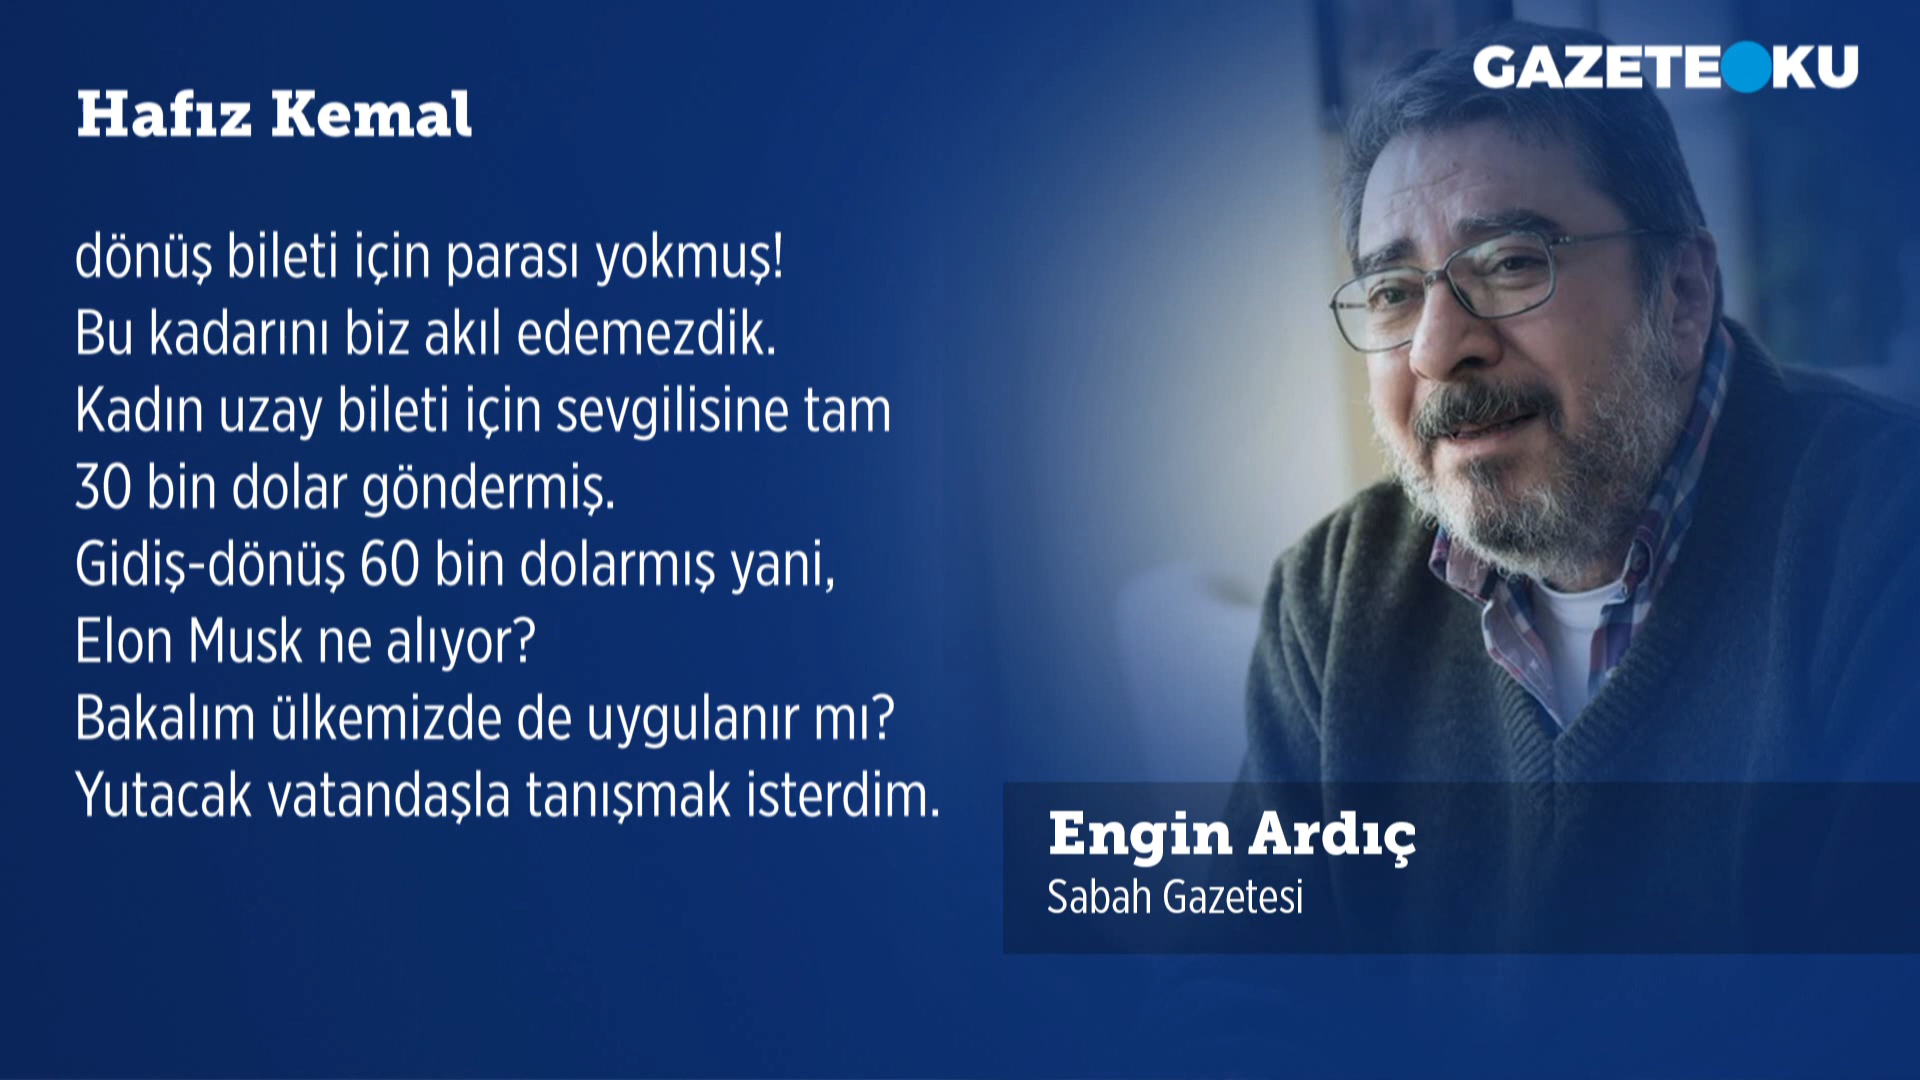 GAZETEOKU
Hafız Kemal
dönüş bileti için parası yokmuş!
Bu kadarını biz akıl edemezdik.
Kadın uzay bileti için sevgilisine tam
30 bin dolar göndermiş.
Gidiş-dönüş 60 bin dolarmış yani,
Elon Musk ne alıyor?
Bakalım ülkemizde de uygulanır mı?
Yutacak vatandaşla tanışmak isterdim.
Engin Ardıç
Sabah Gazetesi